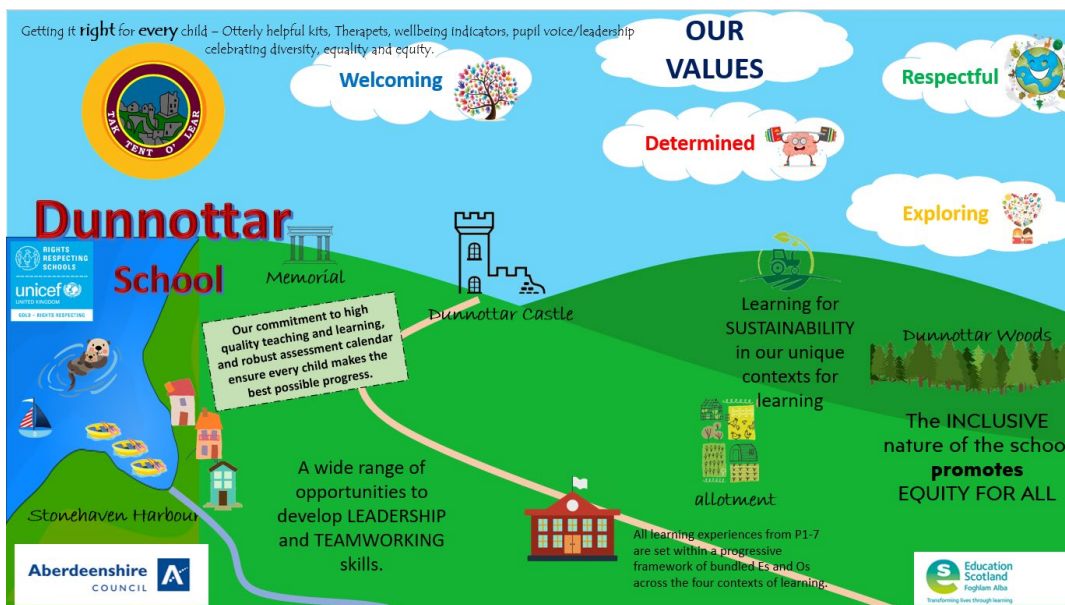 Getting it right for every child – Otterly helpful kits, Therapets, wellbeing indicators, pupil voice/leadership
celebrating diversity, equality and equity.
OUR
VALUES
Welcoming
Respectful
Determined
Exploring
TAK TENT O' LEAR
Dunnottar
School
RIGHTS
RESPECTING
SCHOOLS
unicef
UNITED KINGDOM
GOLD - RIGHTS RESPECTING
Memorial
Dunnottar Castle
Our commitment to high
quality teaching and learning,
and robust assessment calendar
ensure every child makes the
best possible progress.
Learning for
SUSTAINABILITY
in our unique
contexts for
learning
Dunnottar Woods
The INCLUSIVE
nature of the school
promotes
EQUITY FOR ALL
allotment
A wide range of
opportunities to
develop LEADERSHIP
and TEAMWORKING
skills.
Stonehaven Harbour
All learning experiences from P1-7
are set within a progressive
framework of bundled Es and Os
across the four contexts of learning.
Aberdeenshire
COUNCIL
Education
Scotland
Foghlam Alba
Transforming lives through learning